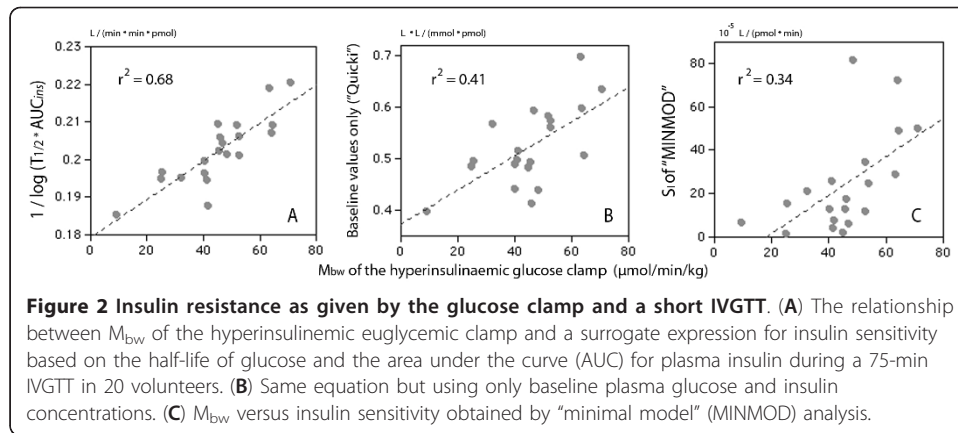 L / (min * min * pmol)
0.23
0.22
0.21
0.20
0.19
0.18
0 20 40 60 80
1 / log (T1/2* AUCins)
r² = 0.68
A
L * L / (mmol * pmol)
0.7
0.6
0.5
0.4
0 20 40 60 80
Baseline values only ("Quicki")
r² = 0.41
B
10⁻⁵ L / (pmol * min)
100
80
60
40
20
0
0 20 40 60 80
SI of "MINMOD"
r² = 0.34
C
Mbw of the hyperinsulinaemic glucose clamp (μmol/min/kg)
Figure 2 Insulin resistance as given by the glucose clamp and a short IVGTT. (A) The relationship
between Mbw of the hyperinsulinemic euglycemic clamp and a surrogate expression for insulin sensitivity
based on the half-life of glucose and the area under the curve (AUC) for plasma insulin during a 75-min
IVGTT in 20 volunteers. (B) Same equation but using only baseline plasma glucose and insulin
concentrations. (C) Mbw versus insulin sensitivity obtained by "minimal model" (MINMOD) analysis.